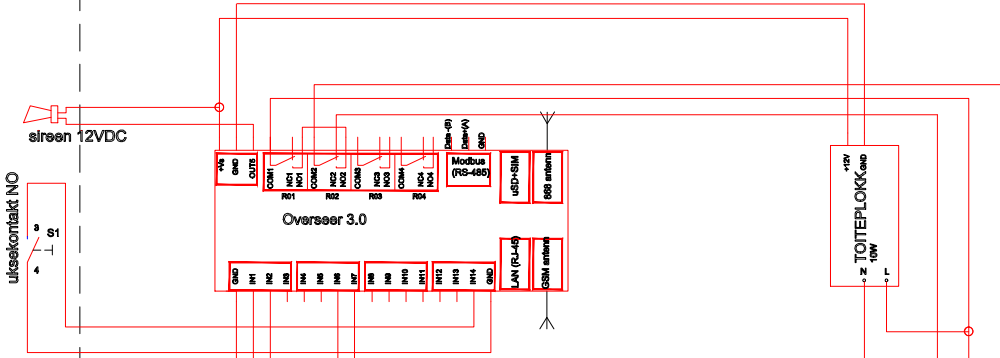 sireen 12VDC
uksekontakt NO
3
S1
4
+Vs
GND
OUT5
COM1
NC1
NO1
COM2
NC2
NO2
COM3
NC3
NO3
COM4
NC4
NO4
R01
R02
R03
R04
Data -(B)
Data+(A)
GND
Modbus
(RS-485)
uSD+SIM
868 antenn
Overseer 3.0
LAN (RJ-45)
GSM antenn
GND
IN1
IN2
IN3
IN4
IN5
IN6
IN7
IN8
IN9
IN10
IN11
IN12
IN13
IN14
GND
+12V
GND
TOITEPLOKK
10W
N
L